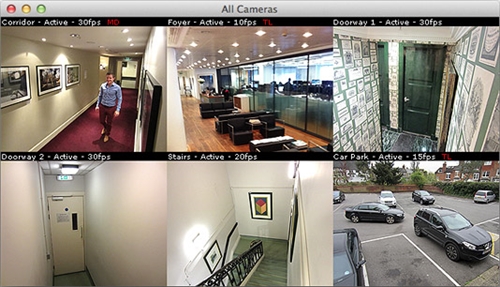 All Cameras
Corridor - Active - 30fps MD
Foyer - Active - 10fps TL
Doorway 1 - Active - 30fps
Doorway 2 - Active - 30fps
Stairs - Active - 20fps
Car Park - Active - 15fps TL